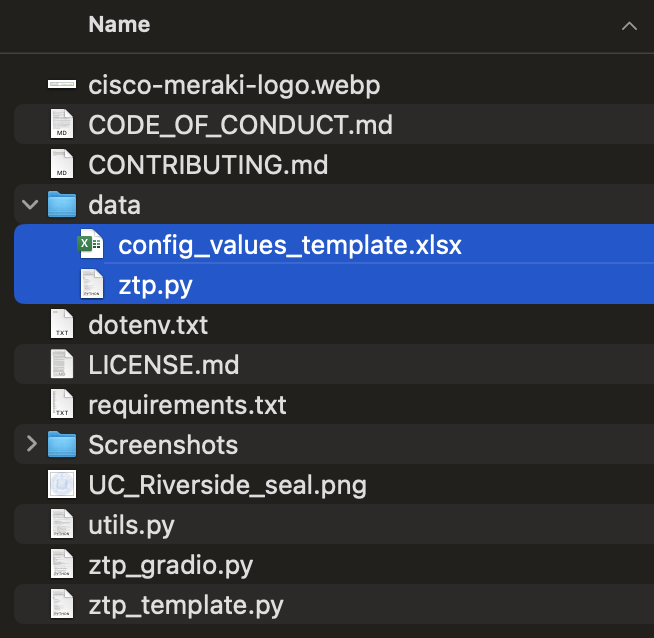 Name
cisco-meraki-logo.webp
CODE_OF_CONDUCT.md
CONTRIBUTING.md
data
config_values_template.xlsx
ztp.py
dotenv.txt
LICENSE.md
requirements.txt
Screenshots
UC_Riverside_seal.png
utils.py
ztp_gradio.py
ztp_template.py